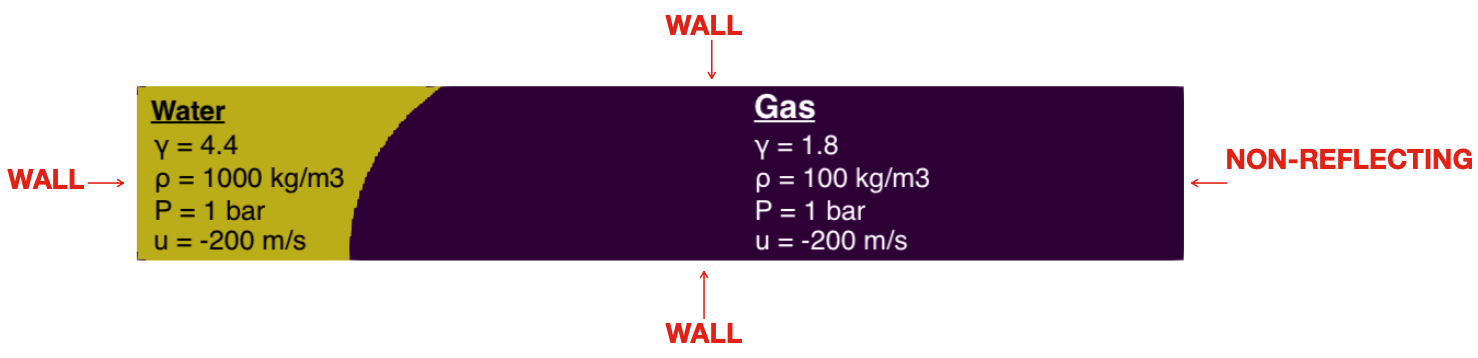 WALL
Water
γ = 4.4
ρ = 1000 kg/m3
P = 1 bar
u = -200 m/s
Gas
γ = 1.8
ρ = 100 kg/m3
P = 1 bar
u = -200 m/s
WALL
NON-REFLECTING
WALL